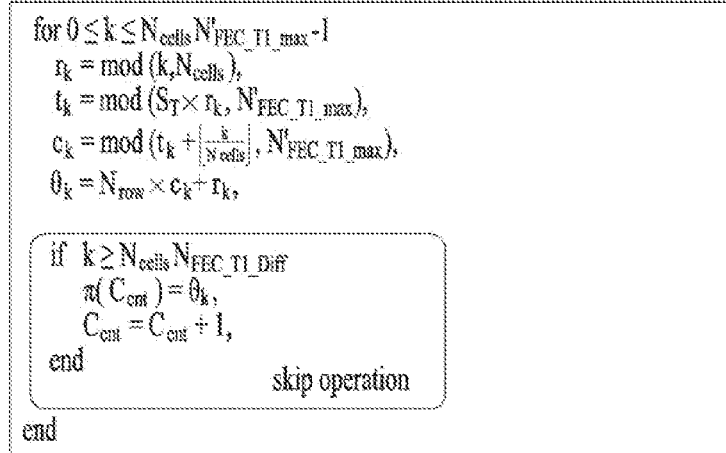 for 0 ≤ k ≤ N_cells N'_FEC_TI_max -1
r_k = mod (k,N_cells),
t_k = mod (S_T × r_k, N'_FEC_TI_max),
c_k = mod (t_k + ⌊k/N cells⌋, N'_FEC_TI_max),
θ_k = N_row × c_k + r_k,
if k ≥ N_cells N_FEC_TI_Diff
π( C_cnt ) = θ_k,
C_cnt = C_cnt + 1,
end
skip operation
end